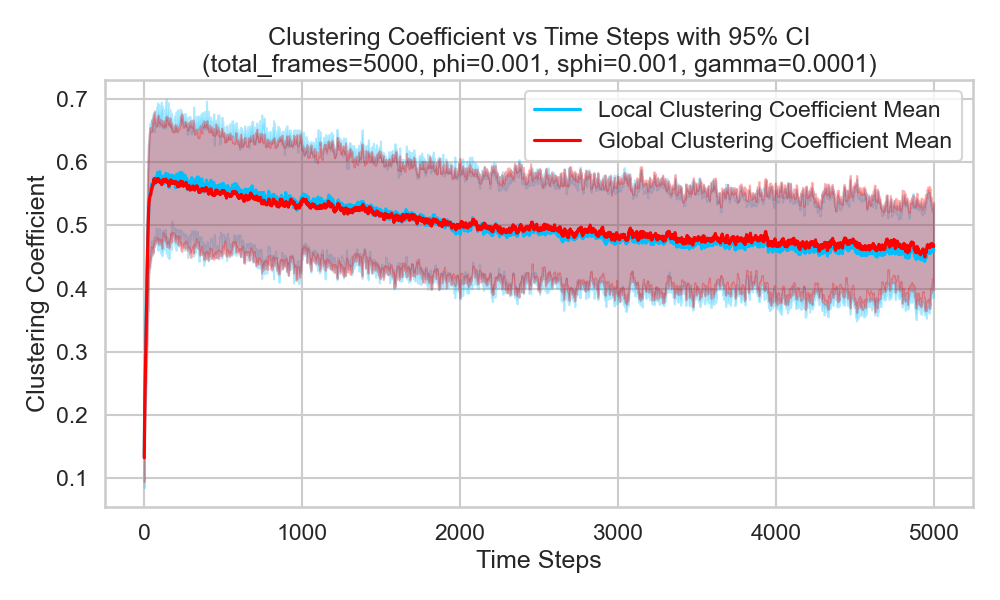 Clustering Coefficient vs Time Steps with 95% CI
(total_frames=5000, phi=0.001, sphi=0.001, gamma=0.0001)
Local Clustering Coefficient Mean
Global Clustering Coefficient Mean
Clustering Coefficient
0.7
0.6
0.5
0.4
0.3
0.2
0.1
0 1000 2000 3000 4000 5000
Time Steps